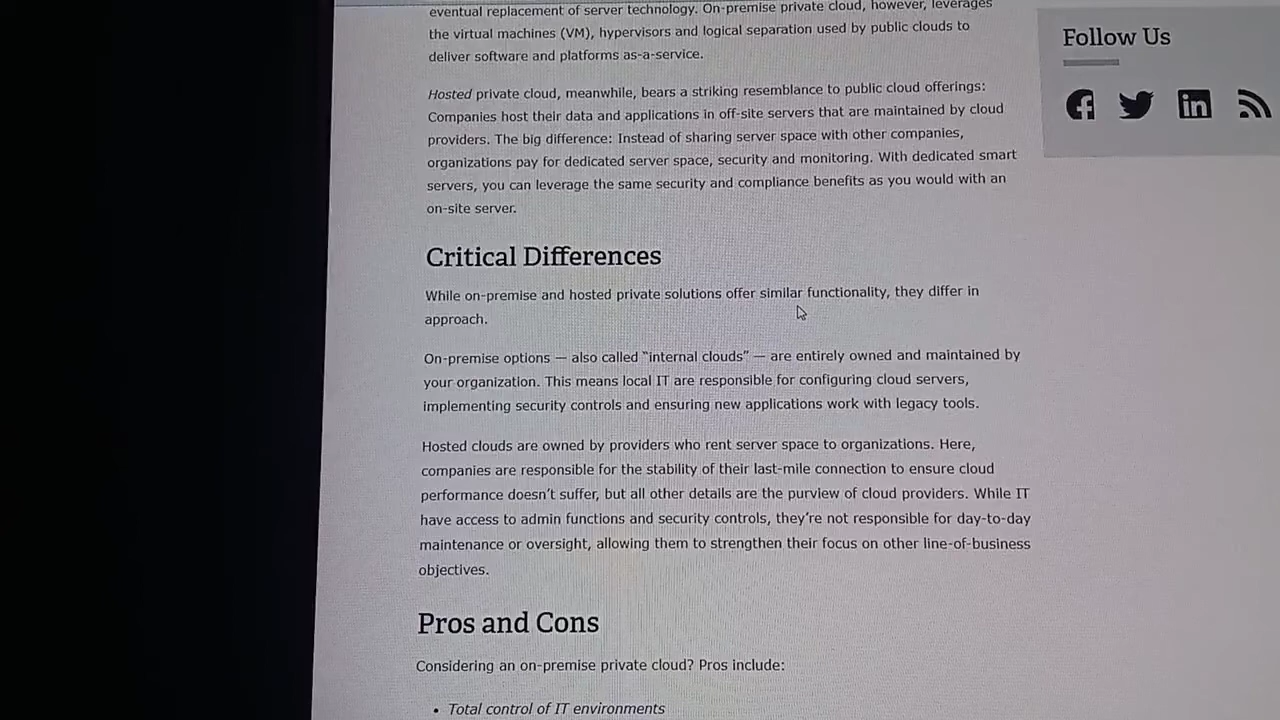 eventual replacement of server technology. On-premise private cloud, however, leverages
the virtual machines (VM), hypervisors and logical separation used by public clouds to
deliver software and platforms as-a-service.
Hosted private cloud, meanwhile, bears a striking resemblance to public cloud offerings:
Companies host their data and applications in off-site servers that are maintained by cloud
providers. The big difference: Instead of sharing server space with other companies,
organizations pay for dedicated server space, security and monitoring. With dedicated smart
servers, you can leverage the same security and compliance benefits as you would with an
on-site server.
Critical Differences
While on-premise and hosted private solutions offer similar functionality, they differ in
approach.
On-premise options — also called “internal clouds” — are entirely owned and maintained by
your organization. This means local IT are responsible for configuring cloud servers,
implementing security controls and ensuring new applications work with legacy tools.
Hosted clouds are owned by providers who rent server space to organizations. Here,
companies are responsible for the stability of their last-mile connection to ensure cloud
performance doesn’t suffer, but all other details are the purview of cloud providers. While IT
have access to admin functions and security controls, they’re not responsible for day-to-day
maintenance or oversight, allowing them to strengthen their focus on other line-of-business
objectives.
Pros and Cons
Considering an on-premise private cloud? Pros include:
• Total control of IT environments
Follow Us